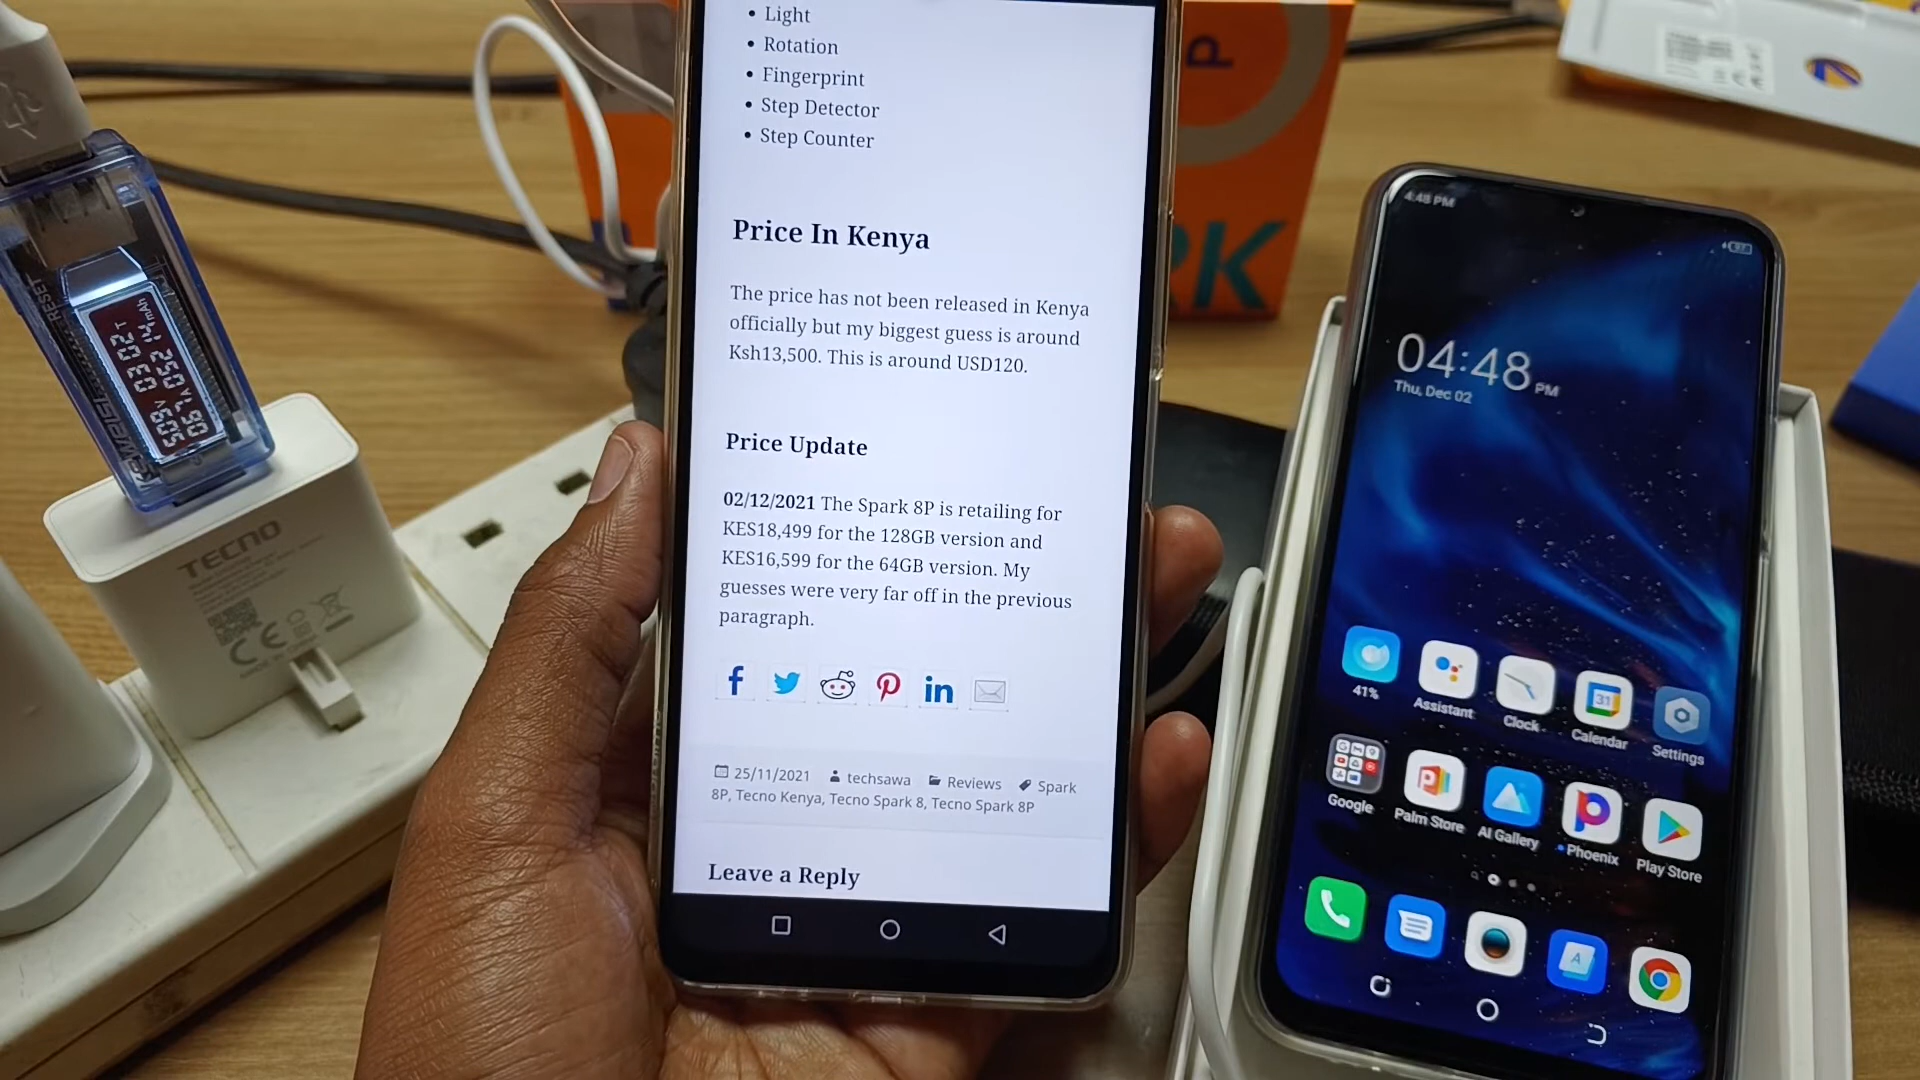 Light
Rotation
Fingerprint
Step Detector
Step Counter
Price In Kenya
The price has not been released in Kenya
officially but my biggest guess is around
Ksh13,500. This is around USD120.
Price Update
02/12/2021 The Spark 8P is retailing for
KES18,499 for the 128GB version and
KES16,599 for the 64GB version. My
guesses were very far off in the previous
paragraph.
25/11/2021 techsawa Reviews Spark
8P, Tecno Kenya, Tecno Spark 8, Tecno Spark 8P
Leave a Reply
4:48 PM
04:48 PM
Thu, Dec 02
41% Assistant Clock Calendar Settings
Google Palm Store AI Gallery Phoenix Play Store
TECNO
CE
RESET
P
RK